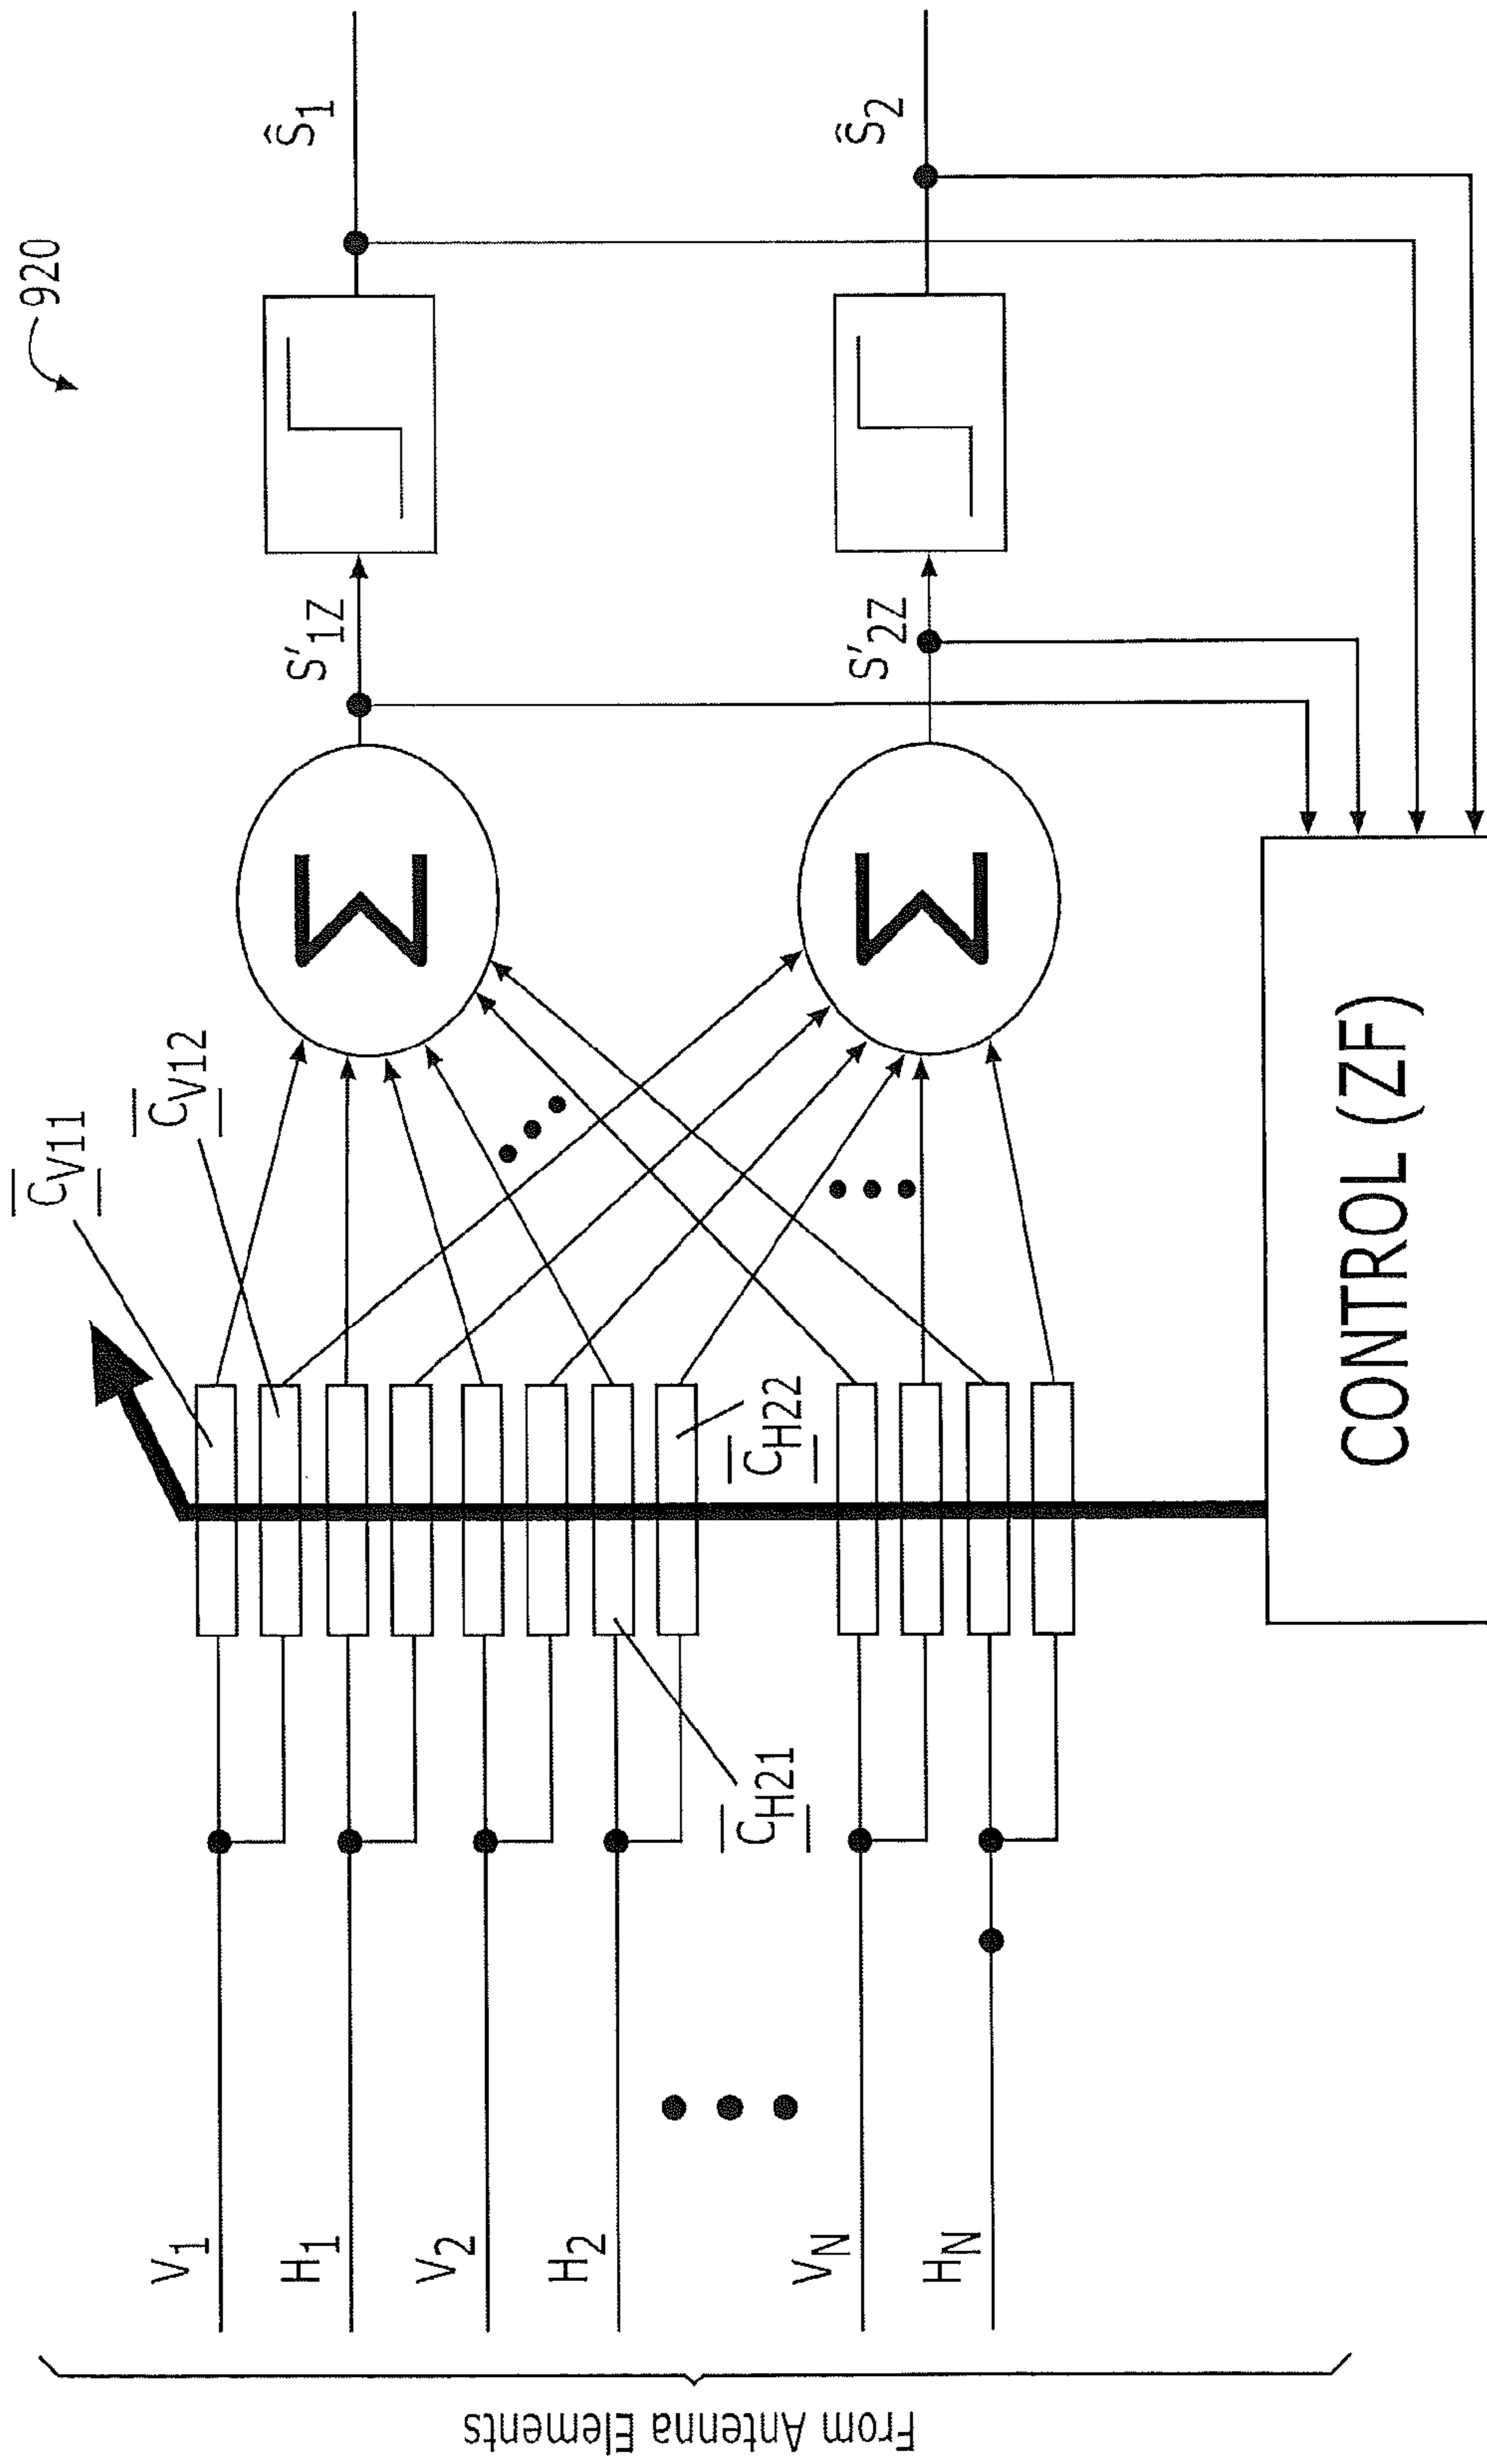 920
C̅V11
C̅V12
V1
H1
V2
H2
VN
HN
From Antenna Elements
C̅H21
C̅H22
Σ
Σ
S'1Z
S'2Z
Ŝ1
Ŝ2
CONTROL (ZF)